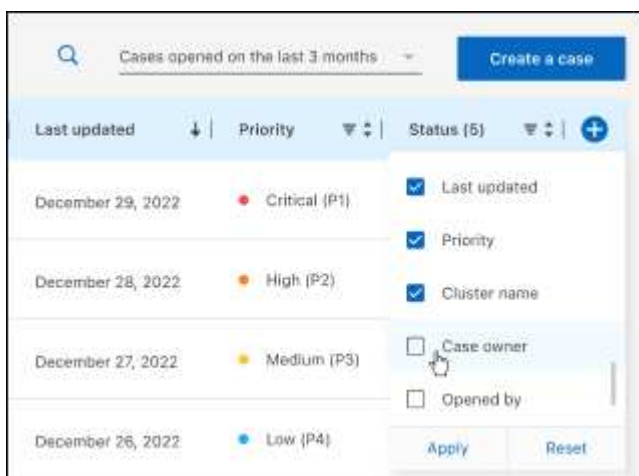 Cases opened on the last 3 months
Create a case
Last updated
Priority
Status (5)
Last updated
December 29, 2022
Critical (P1)
Priority
December 28, 2022
High (P2)
Cluster name
Case owner
December 27, 2022
Medium (P3)
Opened by
December 26, 2022
Low (P4)
Apply
Reset